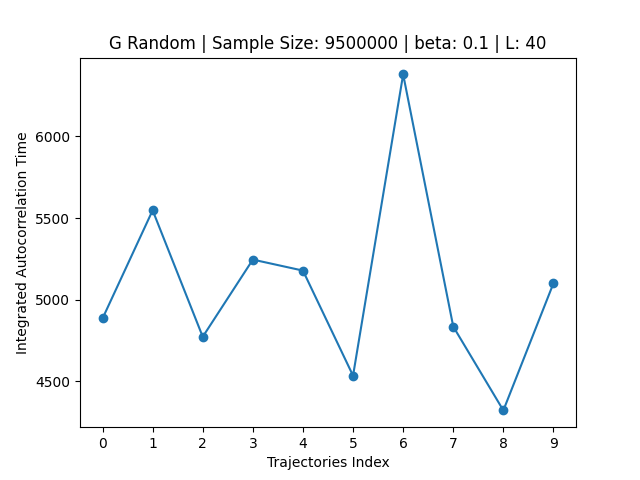 G Random | Sample Size: 9500000 | beta: 0.1 | L: 40
Integrated Autocorrelation Time
6000
5500
5000
4500
0 1 2 3 4 5 6 7 8 9
Trajectories Index